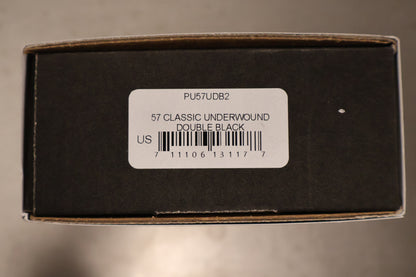 PU57UDB2
57 CLASSIC UNDERWOUND
DOUBLE BLACK
US
7 11106 13117 7